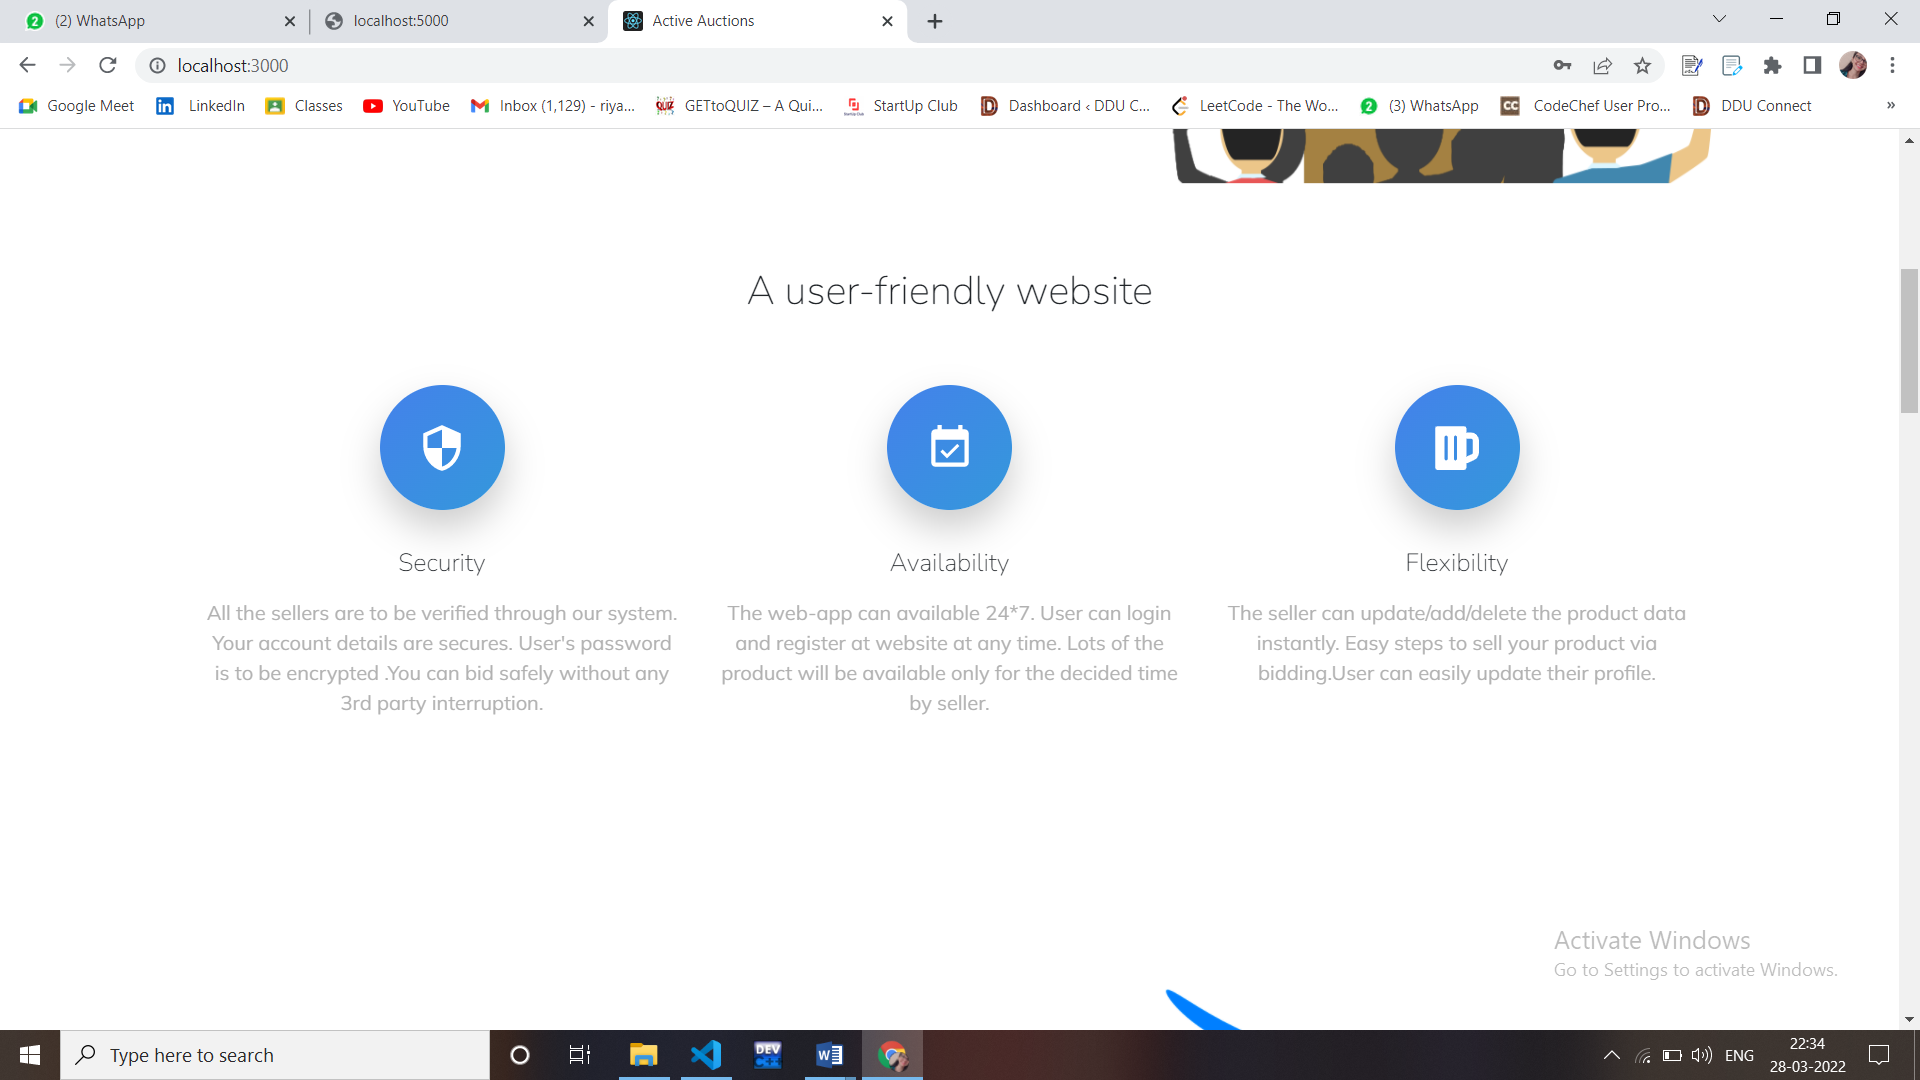 (2) WhatsApp
localhost:5000
Active Auctions
localhost:3000
Google Meet
LinkedIn
Classes
YouTube
Inbox (1,129) - riya...
GETtoQUIZ – A Qui...
StartUp Club
Dashboard ‹ DDU C...
LeetCode - The Wo...
(3) WhatsApp
CodeChef User Pro...
DDU Connect
»
A user-friendly website
Security
All the sellers are to be verified through our system.
Your account details are secures. User's password
is to be encrypted .You can bid safely without any
3rd party interruption.
Availability
The web-app can available 24*7. User can login
and register at website at any time. Lots of the
product will be available only for the decided time
by seller.
Flexibility
The seller can update/add/delete the product data
instantly. Easy steps to sell your product via
bidding.User can easily update their profile.
Activate Windows
Go to Settings to activate Windows.
Type here to search
DEV
C++
ENG
22:34
28-03-2022